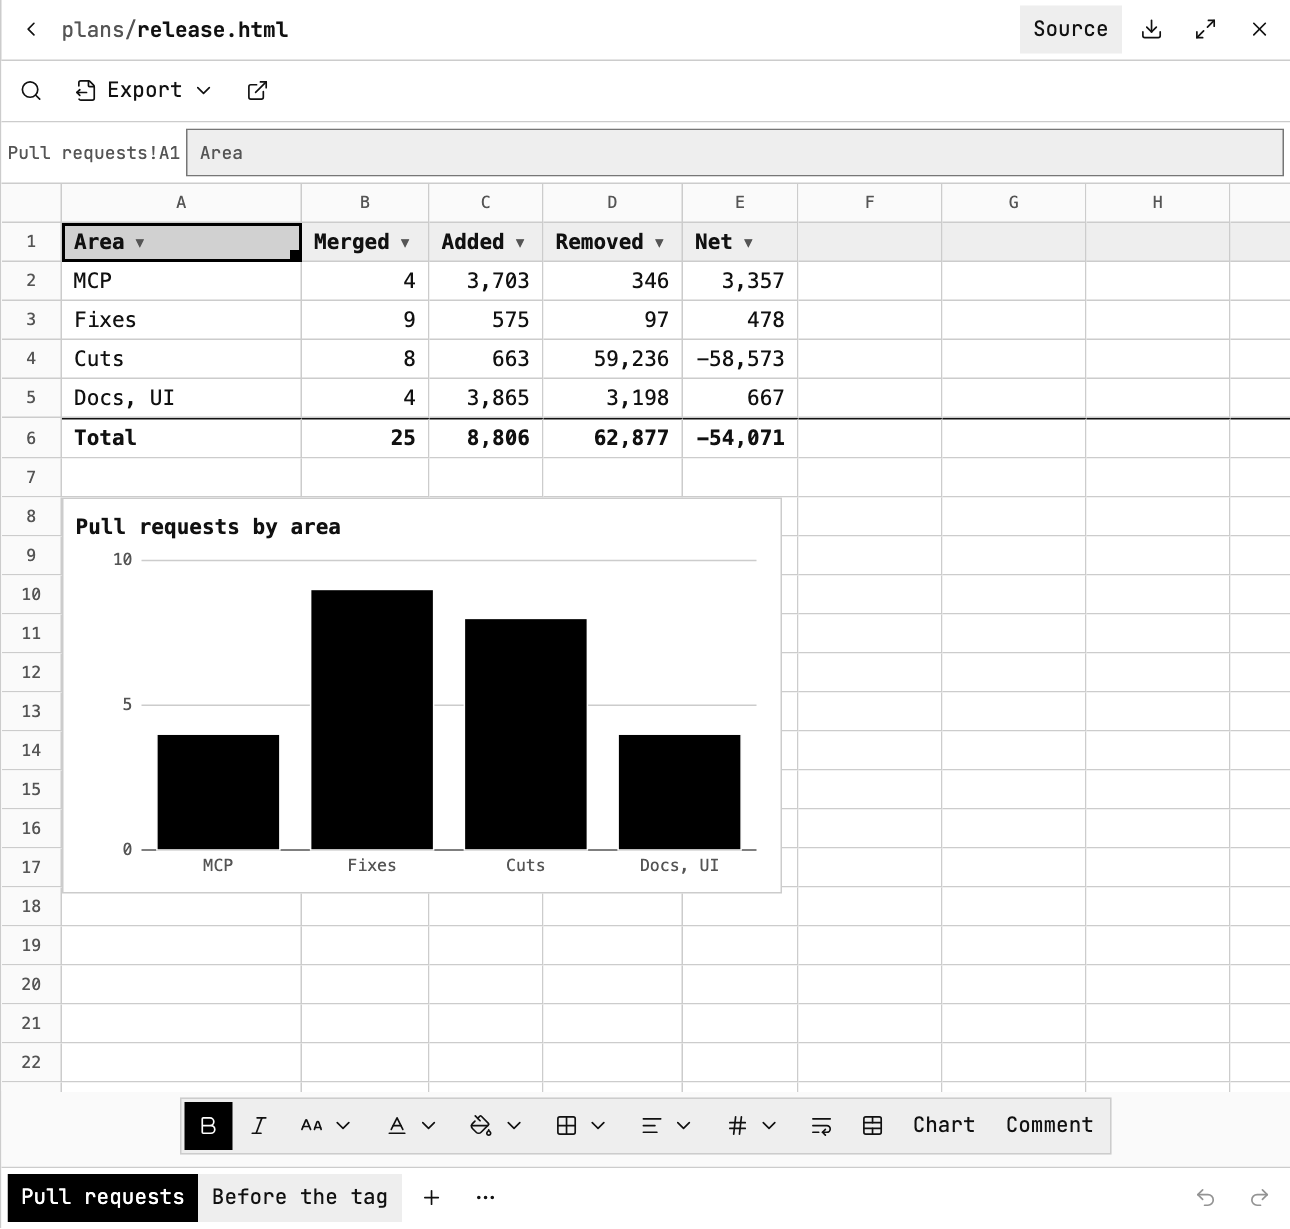 plans/release.html Source
Export
Pull requests!A1 Area
A B C D E F G H
1 Area ▼ Merged ▼ Added ▼ Removed ▼ Net ▼
2 MCP 4 3,703 346 3,357
3 Fixes 9 575 97 478
4 Cuts 8 663 59,236 −58,573
5 Docs, UI 4 3,865 3,198 667
6 Total 25 8,806 62,877 −54,071
7
8
9
10
11
12
13
14
15
16
17
18
19
20
21
22
Pull requests by area
10
5
0
MCP Fixes Cuts Docs, UI
B I AA A # Chart Comment
Pull requests Before the tag + ...